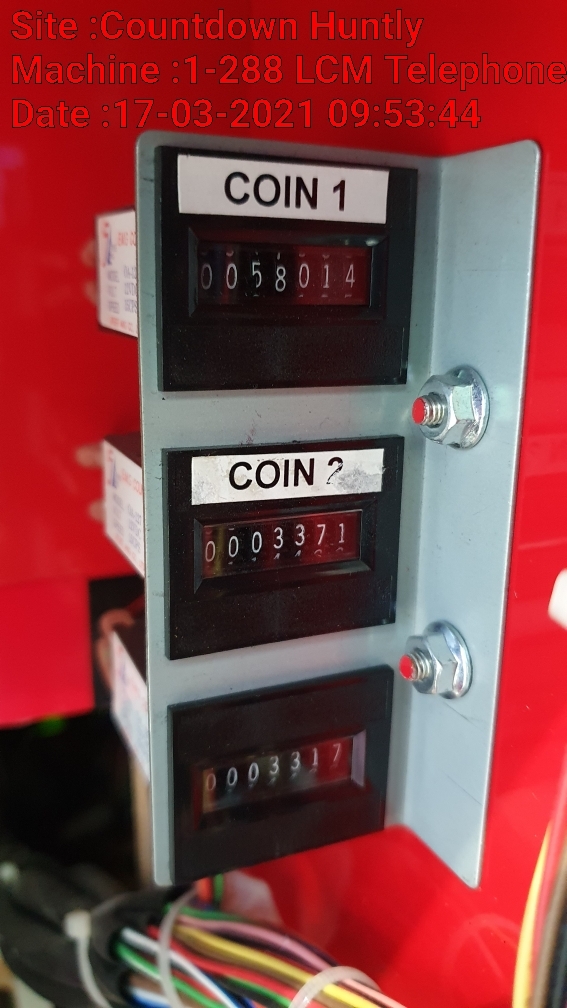 Site :Countdown Huntly
Machine :1-288 LCM Telephone
Date :17-03-2021 09:53:44
COIN 1
0058014
COIN 2
0003371
0003317